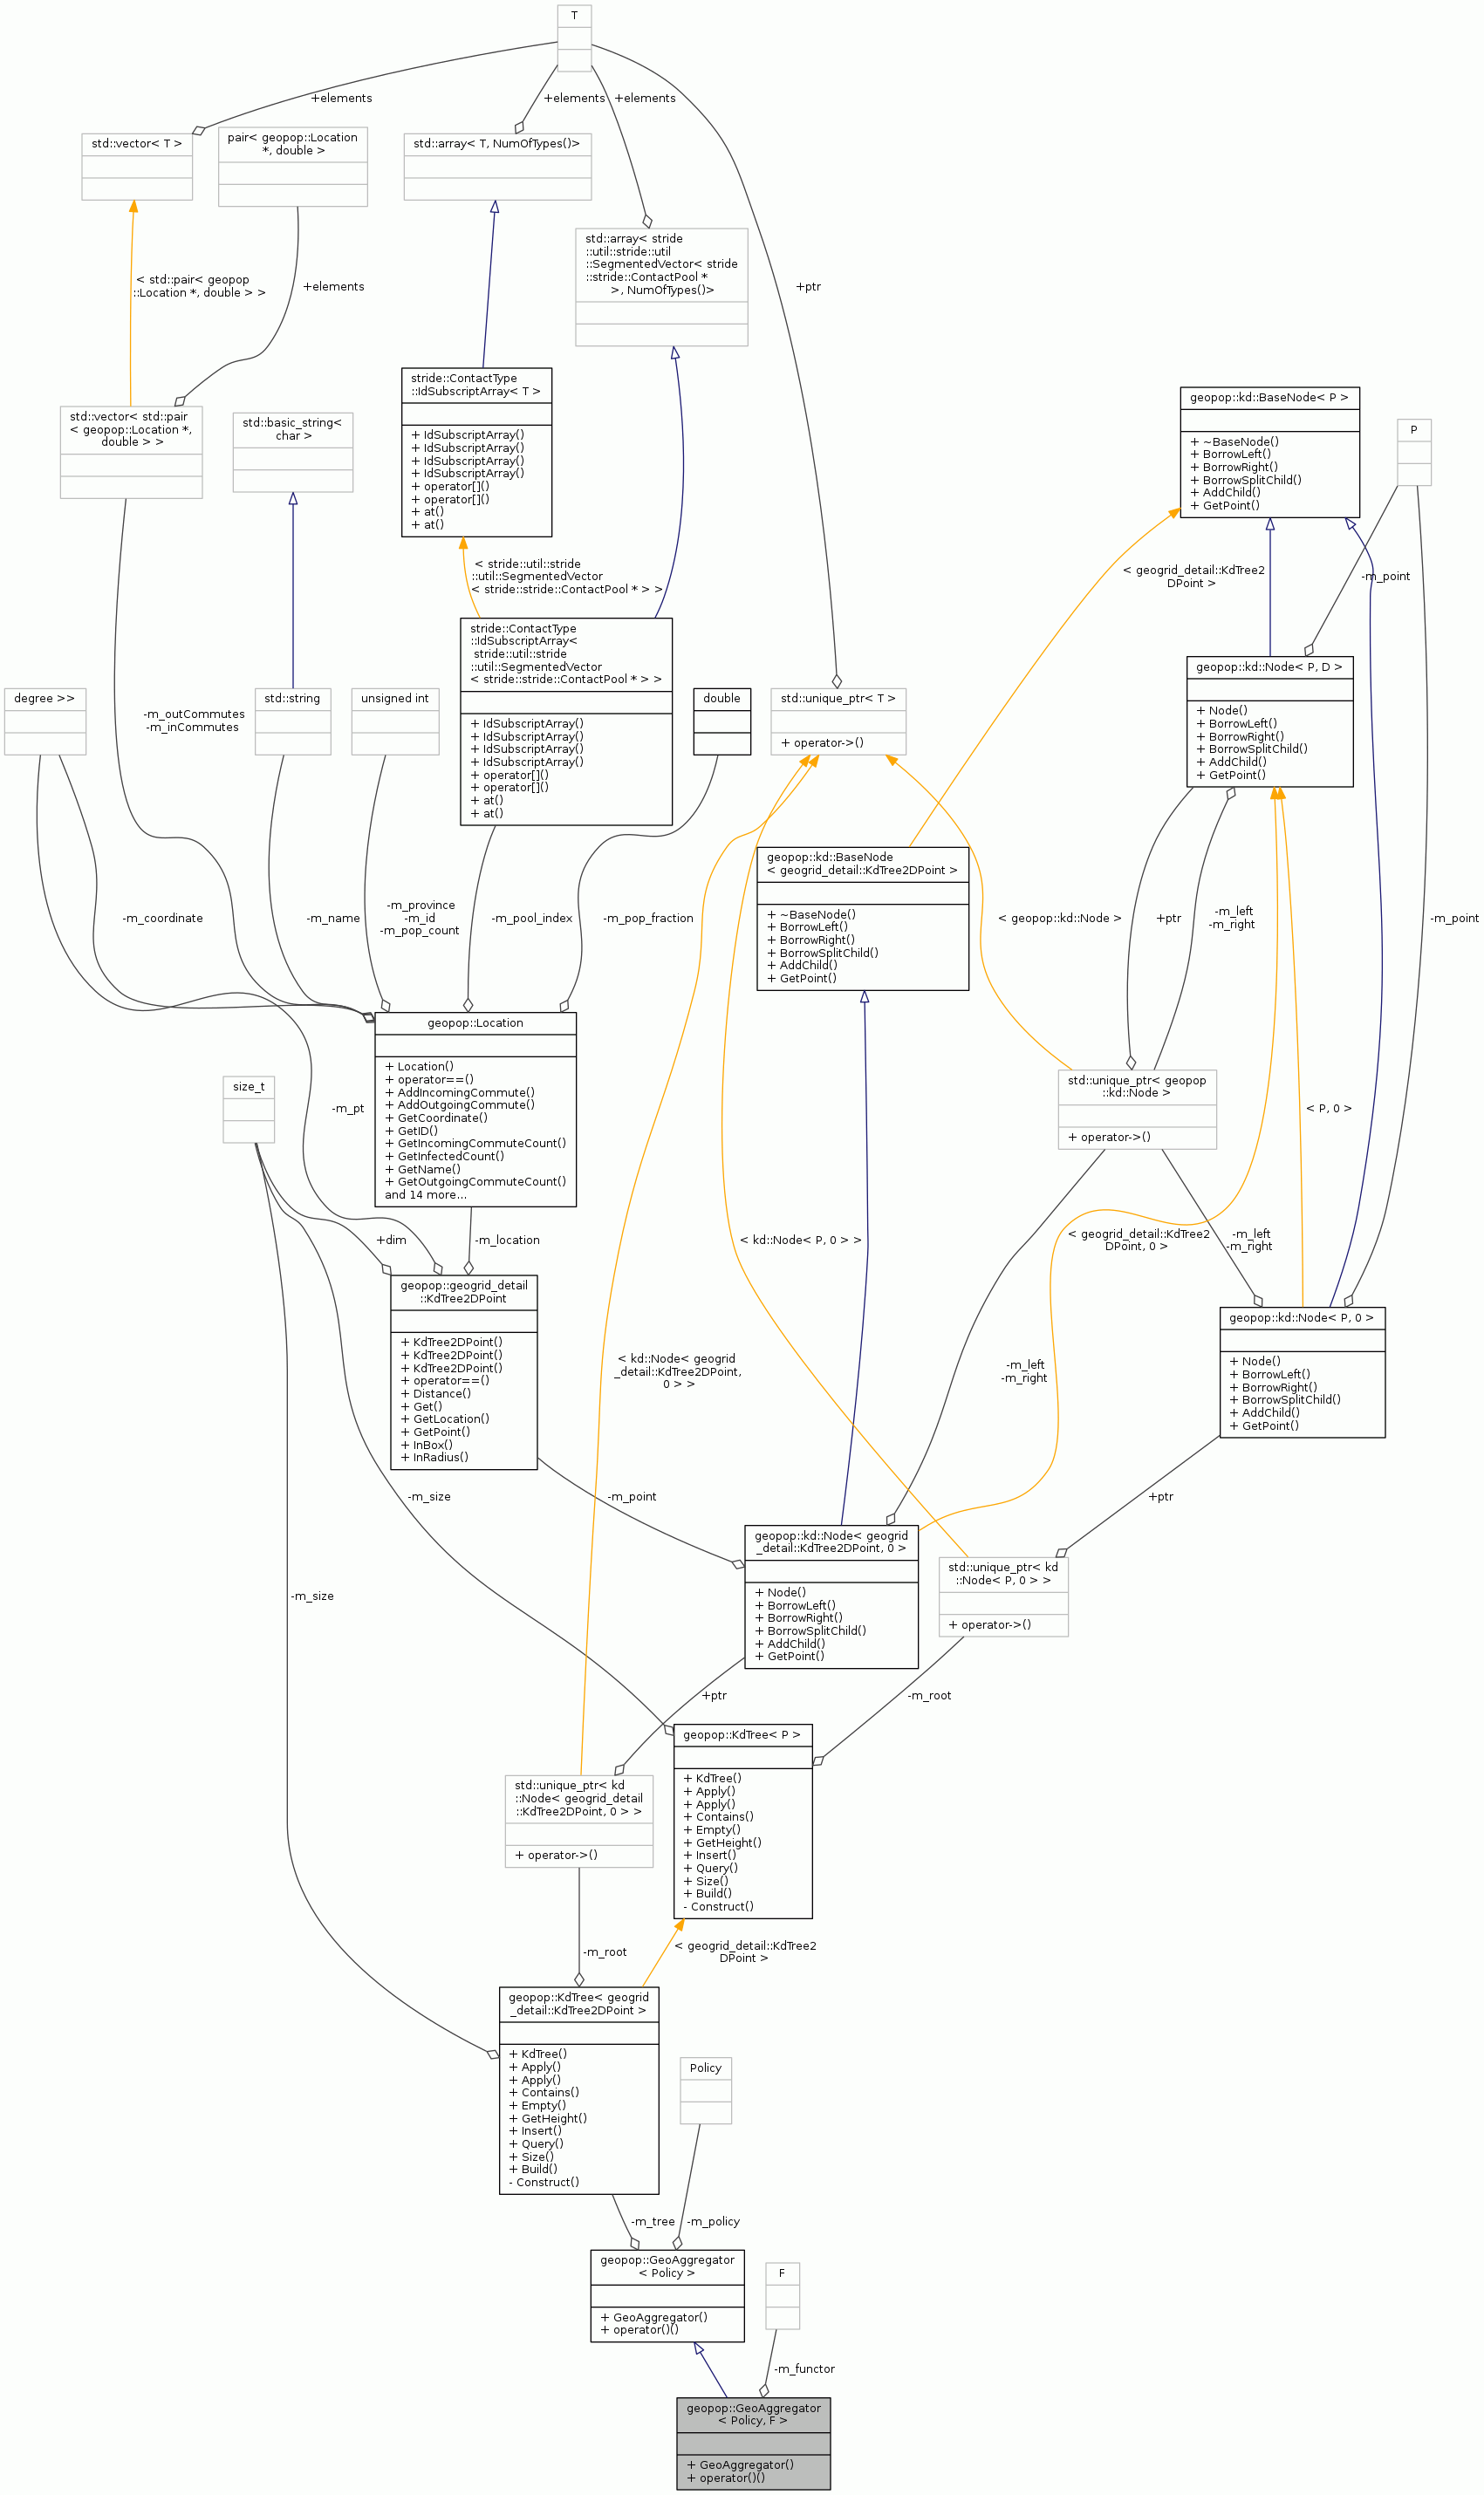 T
+elements
+elements
+elements
std::vector< T >
pair< geopop::Location
*, double >
std::array< T, NumOfTypes()>
std::array< stride
::util::stride::util
::SegmentedVector< stride
::stride::ContactPool *
>, NumOfTypes()>
< std::pair< geopop
::Location *, double > >
+elements
+ptr
stride::ContactType
::IdSubscriptArray< T >
+ IdSubscriptArray()
+ IdSubscriptArray()
+ IdSubscriptArray()
+ IdSubscriptArray()
+ operator[]()
+ operator[]()
+ at()
+ at()
geopop::kd::BaseNode< P >
+ ~BaseNode()
+ BorrowLeft()
+ BorrowRight()
+ BorrowSplitChild()
+ AddChild()
+ GetPoint()
P
std::vector< std::pair
< geopop::Location *,
double > >
std::basic_string<
char >
< stride::util::stride
::util::SegmentedVector
< stride::stride::ContactPool * > >
< geogrid_detail::KdTree2
DPoint >
-m_point
stride::ContactType
::IdSubscriptArray<
stride::util::stride
::util::SegmentedVector
< stride::stride::ContactPool * > >
+ IdSubscriptArray()
+ IdSubscriptArray()
+ IdSubscriptArray()
+ IdSubscriptArray()
+ operator[]()
+ operator[]()
+ at()
+ at()
geopop::kd::Node< P, D >
+ Node()
+ BorrowLeft()
+ BorrowRight()
+ BorrowSplitChild()
+ AddChild()
+ GetPoint()
degree >>
-m_outCommutes
-m_inCommutes
std::string
unsigned int
double
std::unique_ptr< T >
+ operator->()
geopop::kd::BaseNode
< geogrid_detail::KdTree2DPoint >
+ ~BaseNode()
+ BorrowLeft()
+ BorrowRight()
+ BorrowSplitChild()
+ AddChild()
+ GetPoint()
-m_coordinate
-m_name
-m_province
-m_id
-m_pop_count
-m_pool_index
-m_pop_fraction
< geopop::kd::Node >
+ptr
-m_left
-m_right
-m_point
geopop::Location
+ Location()
+ operator==()
+ AddIncomingCommute()
+ AddOutgoingCommute()
+ GetCoordinate()
+ GetID()
+ GetIncomingCommuteCount()
+ GetInfectedCount()
+ GetName()
+ GetOutgoingCommuteCount()
and 14 more...
size_t
-m_pt
std::unique_ptr< geopop
::kd::Node >
+ operator->()
< P, 0 >
+dim
-m_location
< kd::Node< P, 0 > >
< geogrid_detail::KdTree2
DPoint, 0 >
-m_left
-m_right
geopop::geogrid_detail
::KdTree2DPoint
+ KdTree2DPoint()
+ KdTree2DPoint()
+ KdTree2DPoint()
+ operator==()
+ Distance()
+ Get()
+ GetLocation()
+ GetPoint()
+ InBox()
+ InRadius()
geopop::kd::Node< P, 0 >
+ Node()
+ BorrowLeft()
+ BorrowRight()
+ BorrowSplitChild()
+ AddChild()
+ GetPoint()
< kd::Node< geogrid
_detail::KdTree2DPoint,
0 > >
-m_left
-m_right
-m_size
-m_point
+ptr
-m_size
geopop::kd::Node< geogrid
_detail::KdTree2DPoint, 0 >
+ Node()
+ BorrowLeft()
+ BorrowRight()
+ BorrowSplitChild()
+ AddChild()
+ GetPoint()
std::unique_ptr< kd
::Node< P, 0 > >
+ operator->()
+ptr
-m_root
geopop::KdTree< P >
+ KdTree()
+ Apply()
+ Apply()
+ Contains()
+ Empty()
+ GetHeight()
+ Insert()
+ Query()
+ Size()
+ Build()
- Construct()
std::unique_ptr< kd
::Node< geogrid_detail
::KdTree2DPoint, 0 > >
+ operator->()
-m_root
< geogrid_detail::KdTree2
DPoint >
geopop::KdTree< geogrid
_detail::KdTree2DPoint >
+ KdTree()
+ Apply()
+ Apply()
+ Contains()
+ Empty()
+ GetHeight()
+ Insert()
+ Query()
+ Size()
+ Build()
- Construct()
Policy
-m_tree
-m_policy
geopop::GeoAggregator
< Policy >
+ GeoAggregator()
+ operator()()
F
-m_functor
geopop::GeoAggregator
< Policy, F >
+ GeoAggregator()
+ operator()()